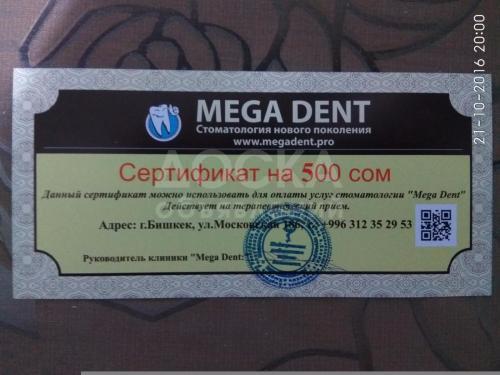 21-10-2016 20:00
MEGA DENT
Стоматология нового поколения
www.megadent.pro
Сертификат на 500 сом
Данный сертификат можно использовать для оплаты услуг стоматологии "Mega Dent"
Действует на терапевтический прием.
Адрес: г.Бишкек, ул.Московская +996 312 35 29 53
Руководитель клиники "Mega Dent:
ДОСКА